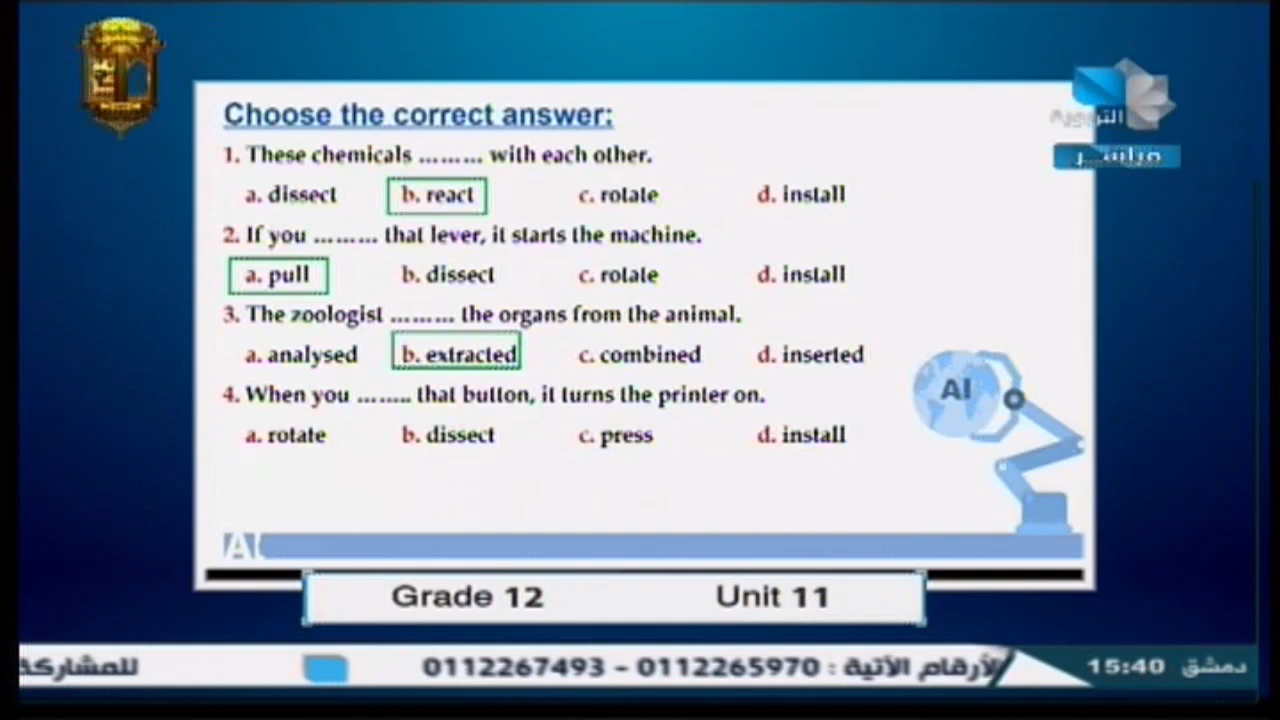 التربوية
مباشر
Choose the correct answer:
1. These chemicals ......... with each other.
a. dissect b. react c. rotate d. install
2. If you ......... that lever, it starts the machine.
a. pull b. dissect c. rotate d. install
3. The zoologist ......... the organs from the animal.
a. analysed b. extracted c. combined d. inserted
4. When you ........ that button, it turns the printer on.
a. rotate b. dissect c. press d. install
AI
Grade 12 Unit 11
دمشق 15:40
الأرقام الآتية : 0112265970 - 0112267493 للمشاركة